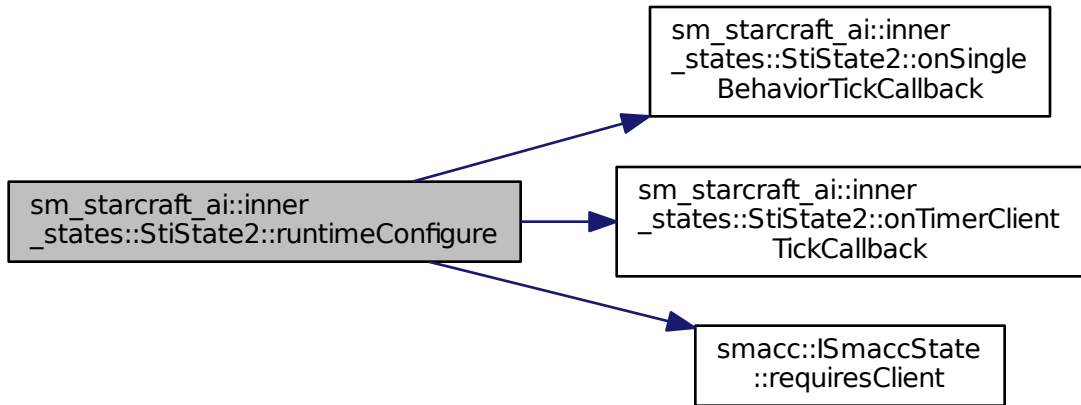 sm_starcraft_ai::inner
_states::StiState2::runtimeConfigure
sm_starcraft_ai::inner
_states::StiState2::onSingle
BehaviorTickCallback
sm_starcraft_ai::inner
_states::StiState2::onTimerClient
TickCallback
smacc::ISmaccState
::requiresClient